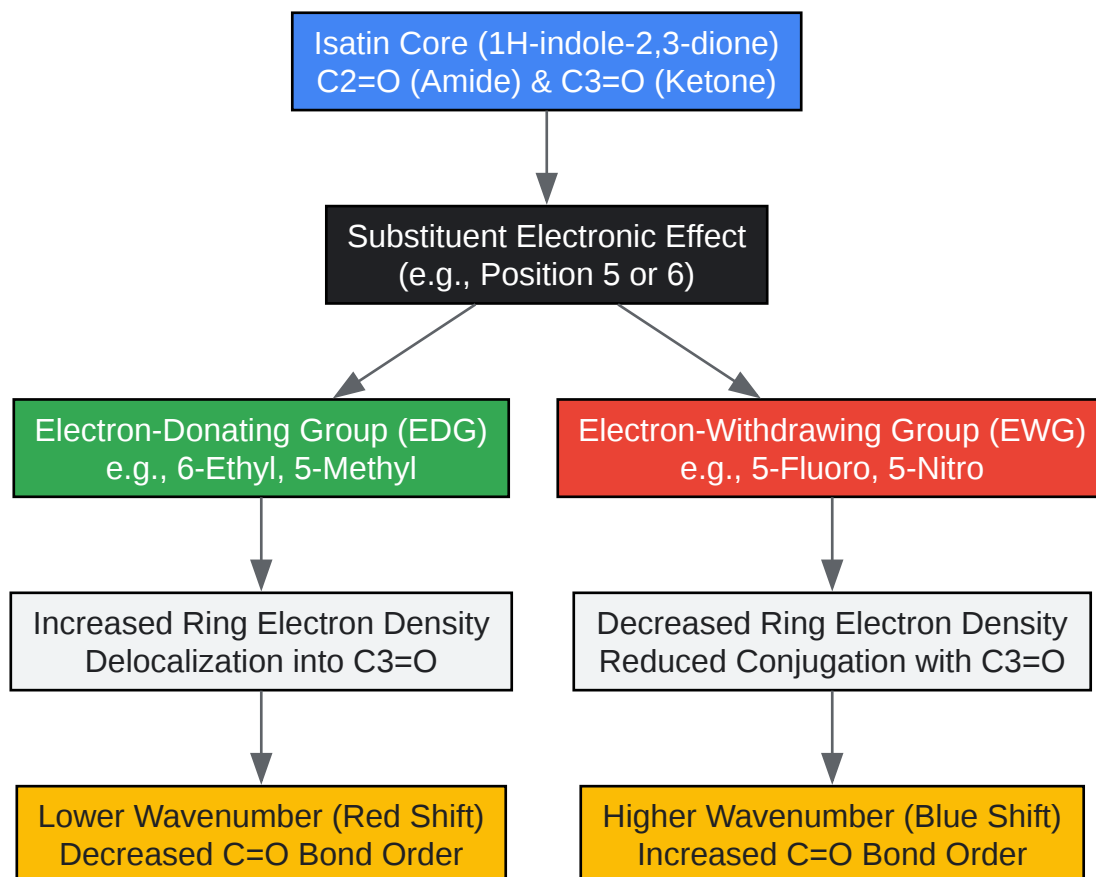 Isatin Core (1H-indole-2,3-dione)
C2=O (Amide) & C3=O (Ketone)
Substituent Electronic Effect
(e.g., Position 5 or 6)
Electron-Donating Group (EDG)
e.g., 6-Ethyl, 5-Methyl
Electron-Withdrawing Group (EWG)
e.g., 5-Fluoro, 5-Nitro
Increased Ring Electron Density
Delocalization into C3=O
Decreased Ring Electron Density
Reduced Conjugation with C3=O
Lower Wavenumber (Red Shift)
Decreased C=O Bond Order
Higher Wavenumber (Blue Shift)
Increased C=O Bond Order